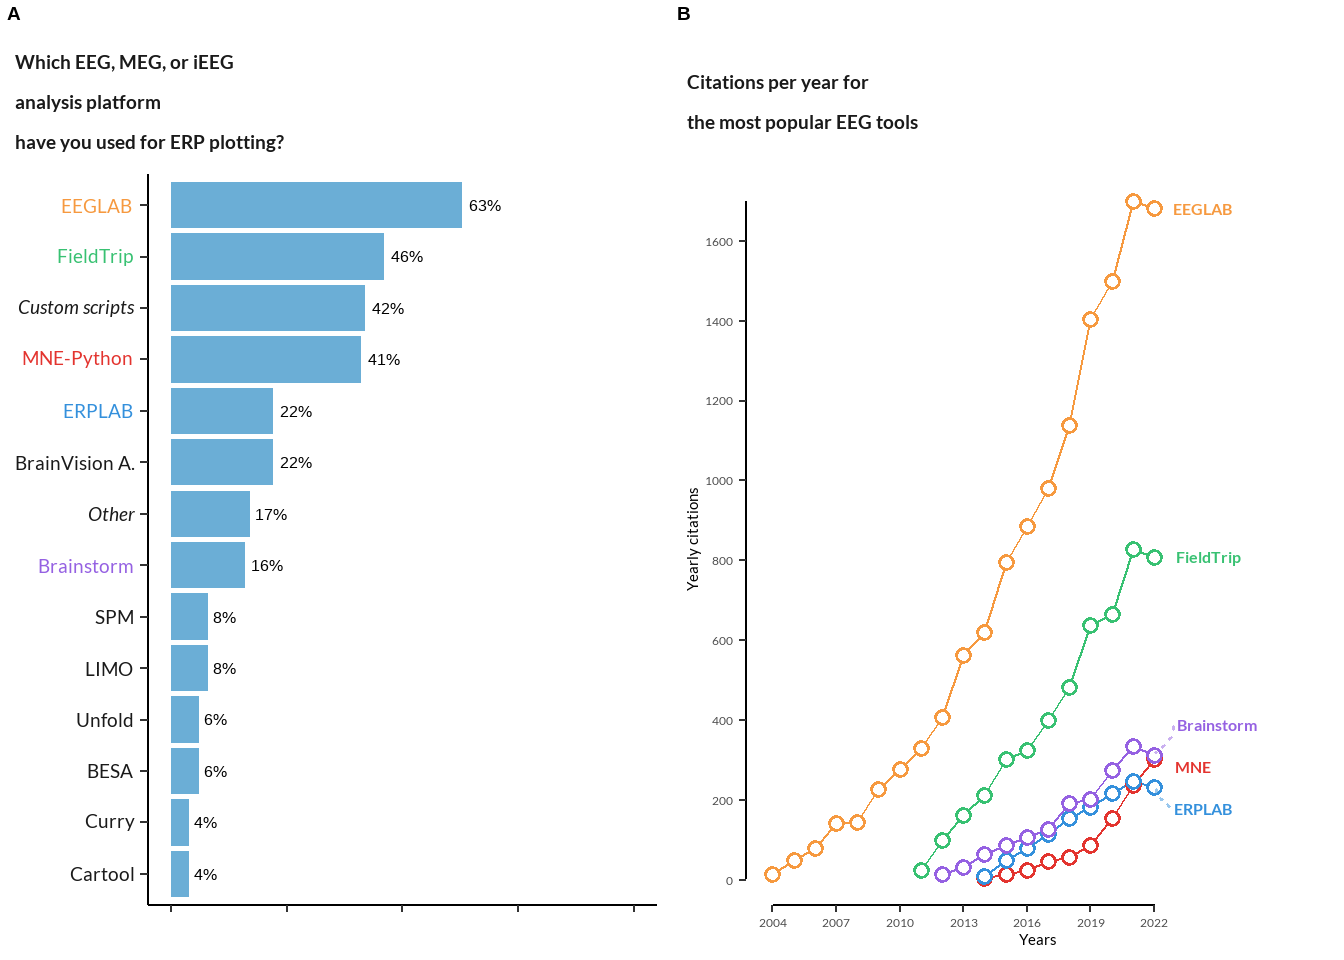 A
Which EEG, MEG, or iEEG
analysis platform
have you used for ERP plotting?
EEGLAB 63%
FieldTrip 46%
Custom scripts 42%
MNE-Python 41%
ERPLAB 22%
BrainVision A. 22%
Other 17%
Brainstorm 16%
SPM 8%
LIMO 8%
Unfold 6%
BESA 6%
Curry 4%
Cartool 4%
B
Citations per year for
the most popular EEG tools
Yearly citations
1600
1400
1200
1000
800
600
400
200
0
EEGLAB
FieldTrip
Brainstorm
MNE
ERPLAB
2004 2007 2010 2013 2016 2019 2022
Years